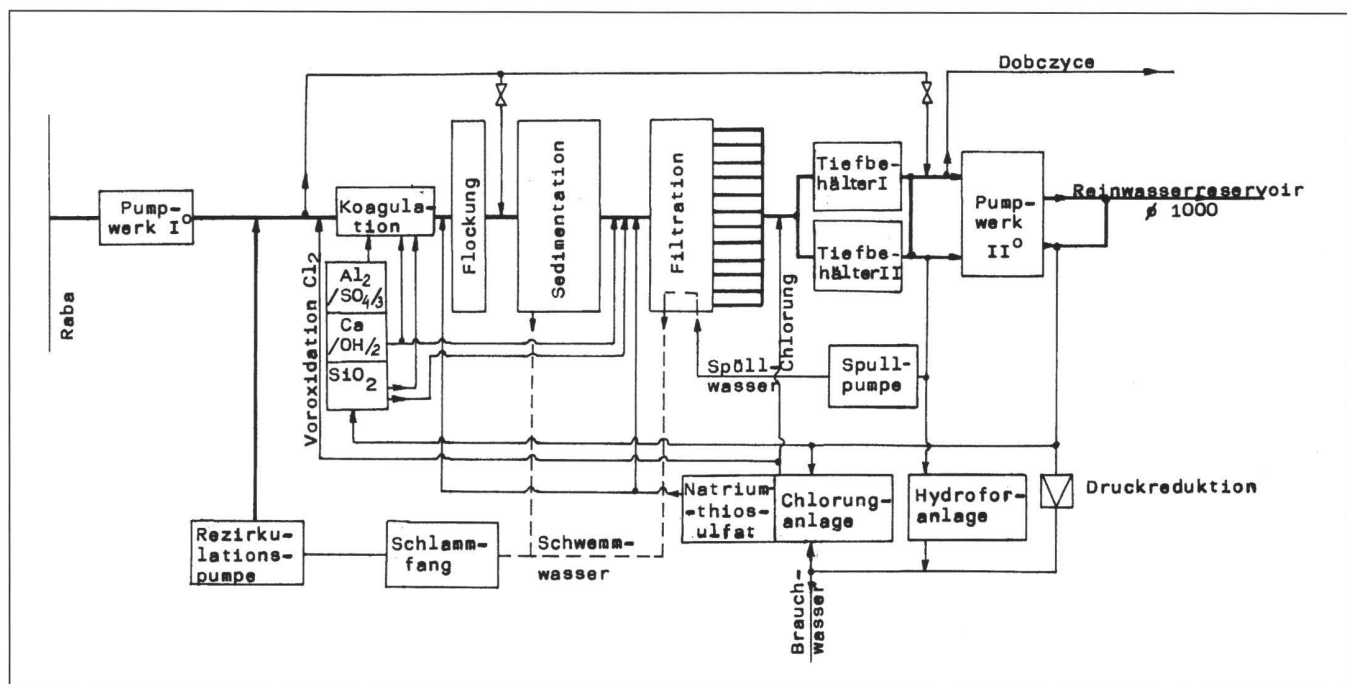 Dobczyce
Raba
Pump-
werk I°
Koagula-
tion
Flockung
Sedimentation
Filtration
Tiefbe-
hälter I
Tiefbe-
hälter II
Pump-
werk
II°
Reinwasserreservoir
ø 1000
Voroxidation Cl₂
Al₂
/SO₄/₃
Ca
/OH/₂
SiO₂
Chlorung
Spüll-
wasser
Spull-
pumpe
Natrium-
-thios-
ulfat
Chlorung-
anlage
Hydrofor-
anlage
Druckreduktion
Rezirku-
lations-
pumpe
Schlamm-
fang
Schwemm-
wasser
Brauch-
wasser